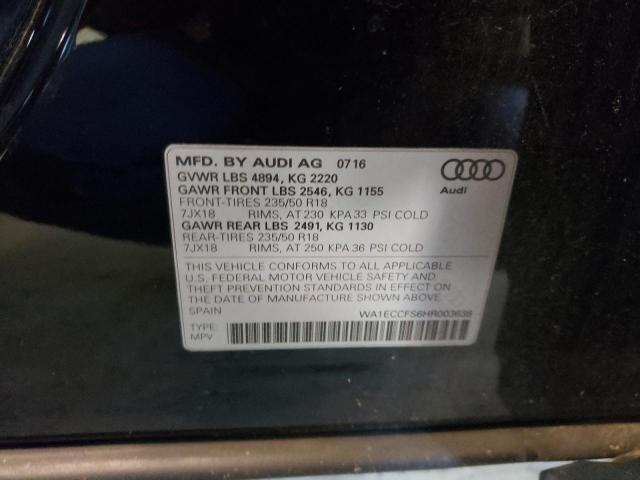 MFD. BY AUDI AG 0716
GVWR LBS 4894, KG 2220
GAWR FRONT LBS 2546, KG 1155
FRONT-TIRES 235/50 R18
7JX18 RIMS, AT 230 KPA 33 PSI COLD
GAWR REAR LBS 2491, KG 1130
REAR-TIRES 235/50 R18
7JX18 RIMS, AT 250 KPA 36 PSI COLD
Audi
THIS VEHICLE CONFORMS TO ALL APPLICABLE
U.S. FEDERAL MOTOR VEHICLE SAFETY AND
THEFT PREVENTION STANDARDS IN EFFECT ON
THE DATE OF MANUFACTURE SHOWN ABOVE.
SPAIN WA1ECCFS6HR003638
TYPE:
MPV